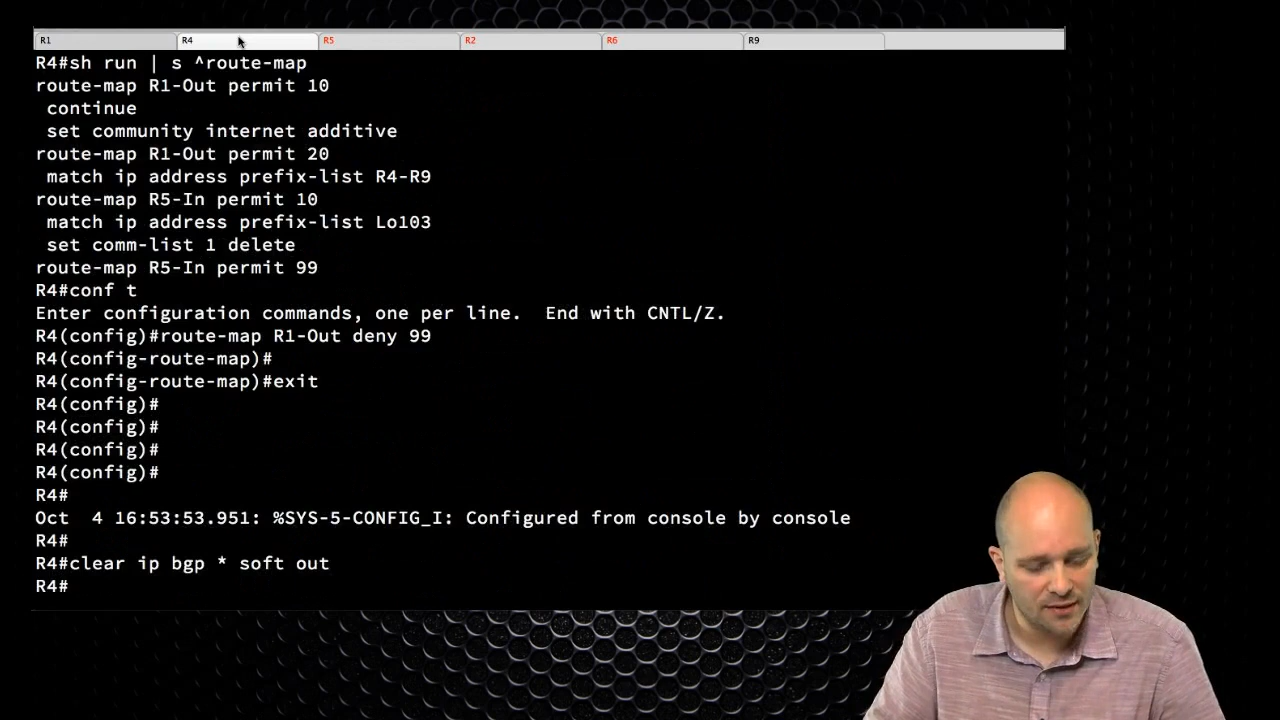 R1 R4 R5 R2 R6 R9
R4#sh run | s ^route-map
route-map R1-Out permit 10
 continue
 set community internet additive
route-map R1-Out permit 20
 match ip address prefix-list R4-R9
route-map R5-In permit 10
 match ip address prefix-list Lo103
 set comm-list 1 delete
route-map R5-In permit 99
R4#conf t
Enter configuration commands, one per line.  End with CNTL/Z.
R4(config)#route-map R1-Out deny 99
R4(config-route-map)#
R4(config-route-map)#exit
R4(config)#
R4(config)#
R4(config)#
R4(config)#
R4#
Oct  4 16:53:53.951: %SYS-5-CONFIG_I: Configured from console by console
R4#
R4#clear ip bgp * soft out
R4#